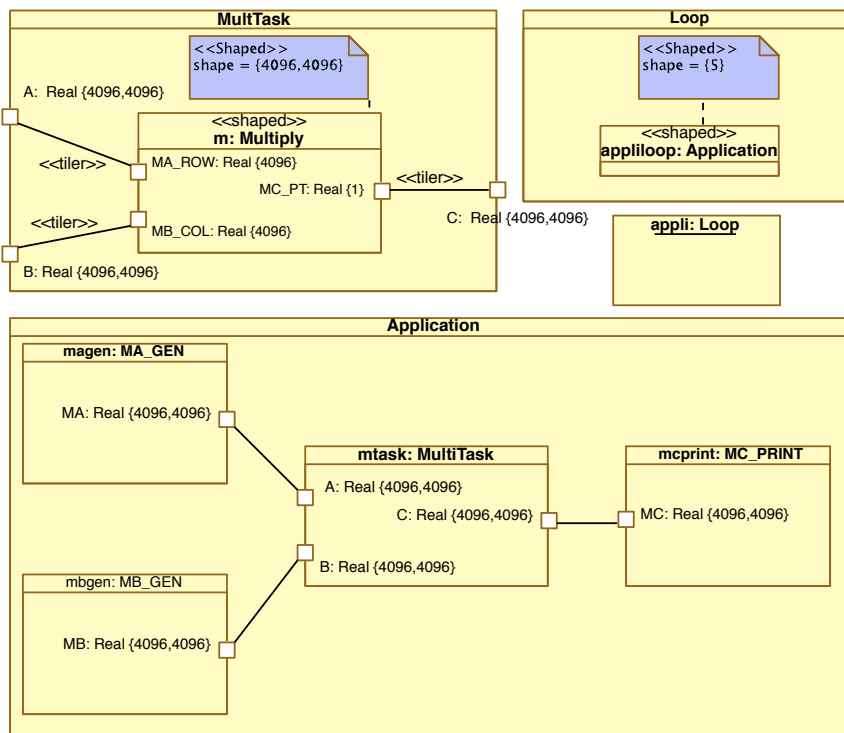 MultTask
<<Shaped>>
shape = {4096,4096}
A: Real {4096,4096}
<<shaped>>
m: Multiply
<<tiler>>
MA_ROW: Real {4096}
MC_PT: Real {1}
<<tiler>>
<<tiler>>
MB_COL: Real {4096}
C: Real {4096,4096}
B: Real {4096,4096}
Loop
<<Shaped>>
shape = {5}
<<shaped>>
appliloop: Application
appli: Loop
Application
magen: MA_GEN
MA: Real {4096,4096}
mtask: MultiTask
A: Real {4096,4096}
C: Real {4096,4096}
B: Real {4096,4096}
mcprint: MC_PRINT
MC: Real {4096,4096}
mbgen: MB_GEN
MB: Real {4096,4096}